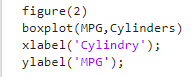 figure(2)
boxplot(MPG,Cylinders)
xlabel('Cylindry');
ylabel('MPG');